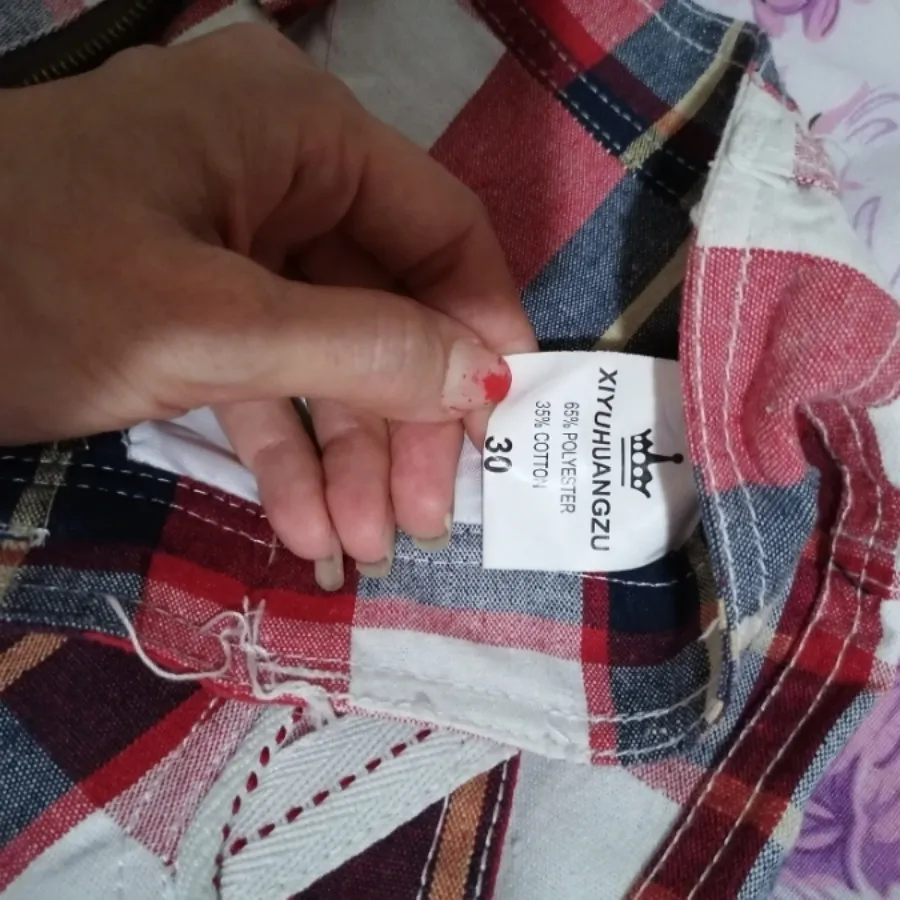 XIYUHUANGZU
65% POLYESTER
35% COTTON
30